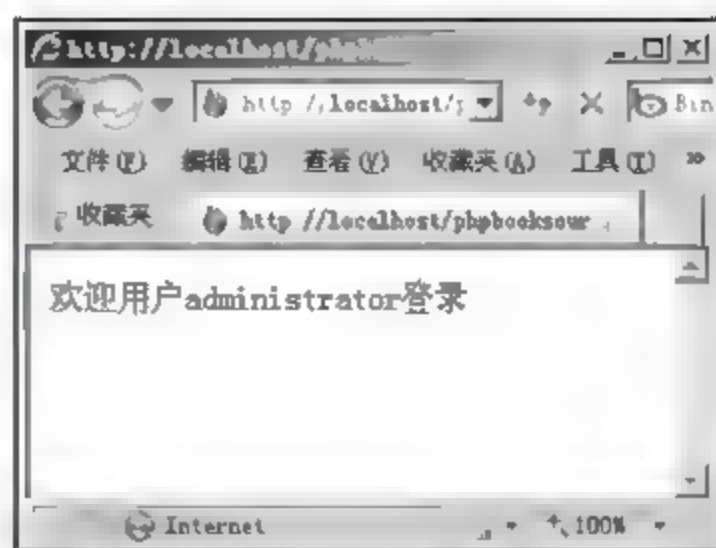 http://localhost/php
http://localhost/p Bin
文件(F) 编辑(E) 查看(V) 收藏夹(A) 工具(T) »
收藏夹 http://localhost/phpbooksour
欢迎用户administrator登录
Internet 100%